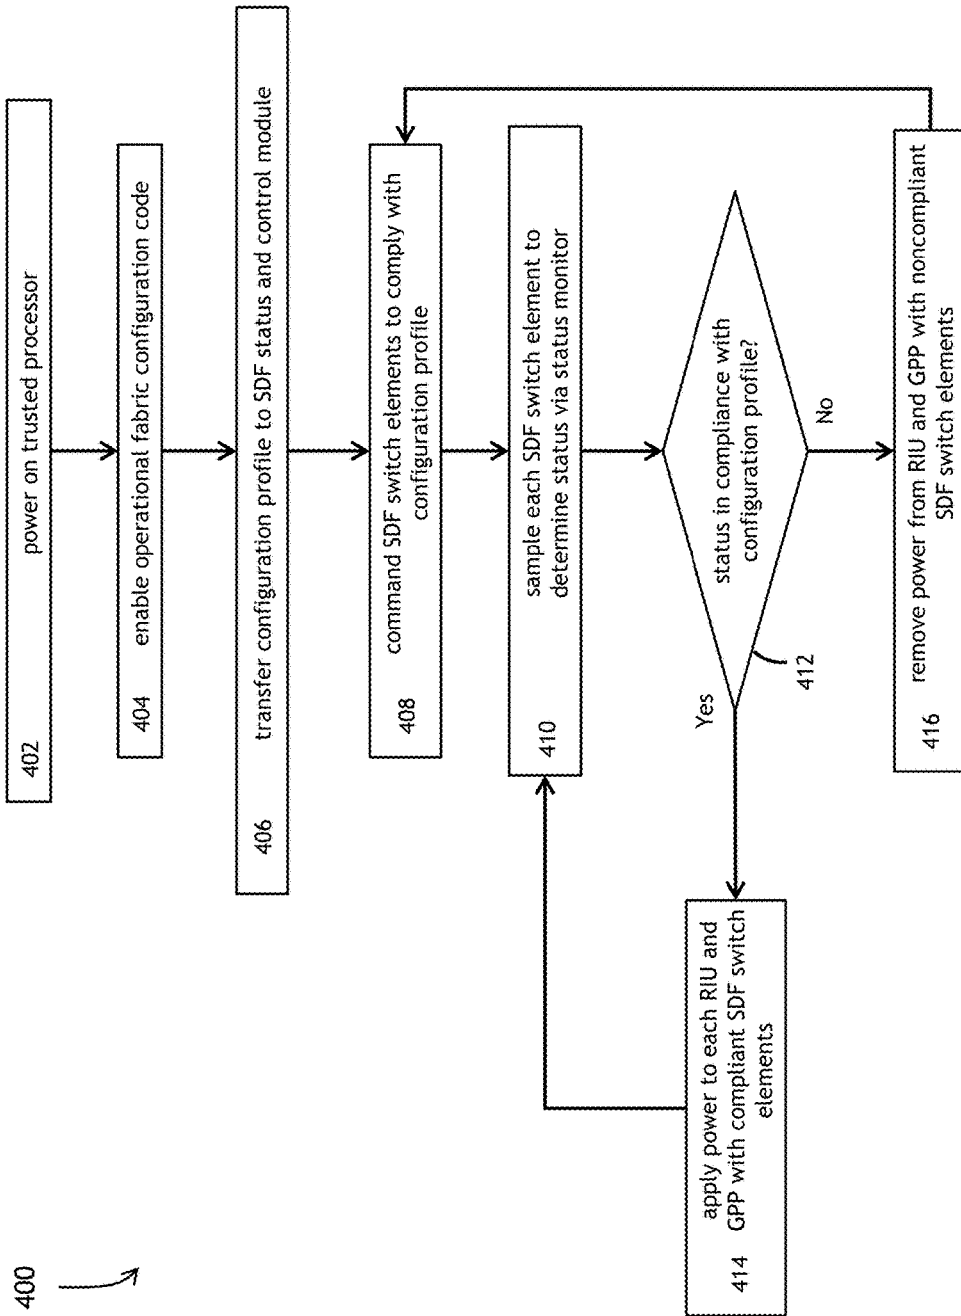 400
402 power on trusted processor
404 enable operational fabric configuration code
406 transfer configuration profile to SDF status and control module
408 command SDF switch elements to comply with
configuration profile
410 sample each SDF switch element to
determine status via status monitor
status in compliance with
configuration profile?
412
Yes
No
414 apply power to each RIU and
GPP with compliant SDF switch
elements
416 remove power from RIU and GPP with noncompliant
SDF switch elements